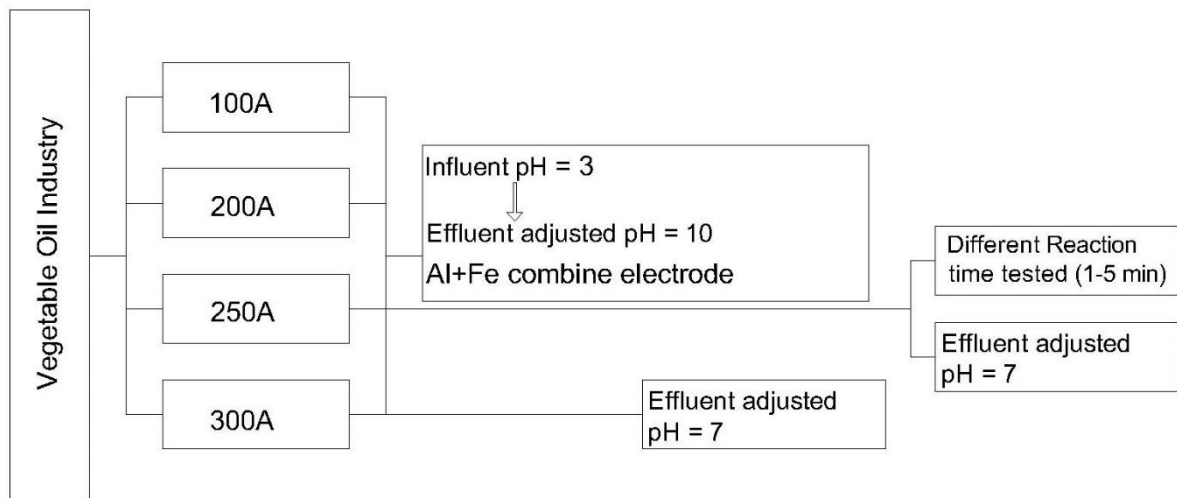 Vegetable Oil Industry
100A
200A
250A
300A
Influent pH = 3
Effluent adjusted pH = 10
Al+Fe combine electrode
Different Reaction
time tested (1-5 min)
Effluent adjusted
pH = 7
Effluent adjusted
pH = 7